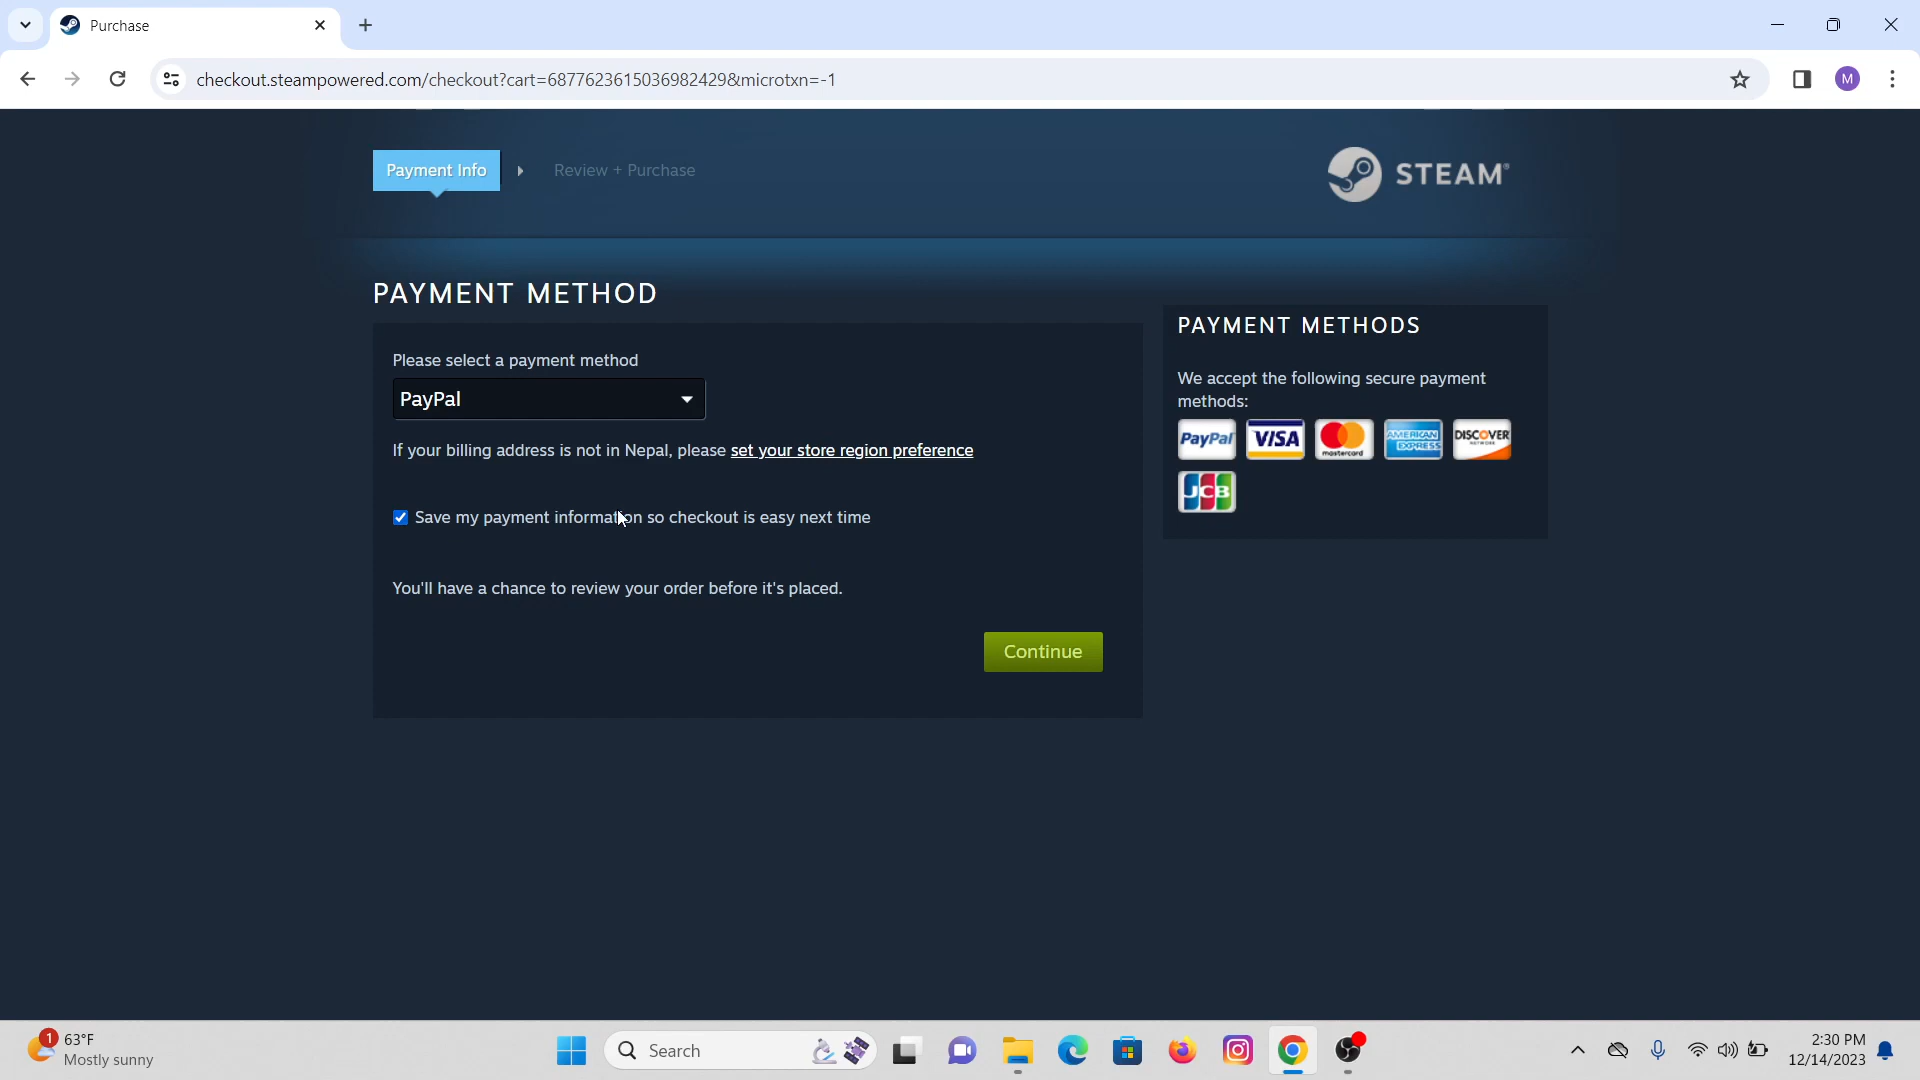 Purchase
checkout.steampowered.com/checkout?cart=6877623615036982429&microtxn=-1
M
Payment Info
Review + Purchase
STEAM®
PAYMENT METHOD
Please select a payment method
PayPal
If your billing address is not in Nepal, please set your store region preference
Save my payment information so checkout is easy next time
You'll have a chance to review your order before it's placed.
Continue
PAYMENT METHODS
We accept the following secure payment
methods:
PayPal VISA mastercard AMERICAN EXPRESS DISCOVER NETWORK
JCB
1
63°F
Mostly sunny
Search
2:30 PM
12/14/2023